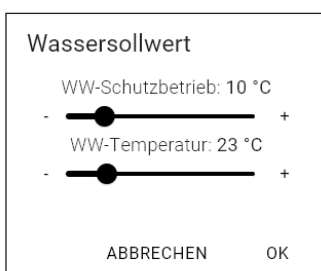 Wassersollwert
WW-Schutzbetrieb: 10 °C
- +
WW-Temperatur: 23 °C
- +
ABBRECHEN OK